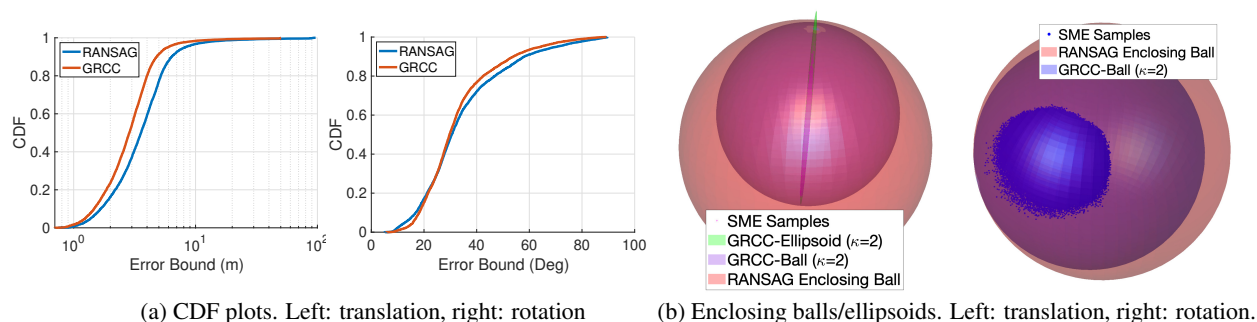 CDF
1
0.8
0.6
0.4
0.2
0
RANSAG
GRCC
10^0 10^1 10^2
Error Bound (m)
CDF
1
0.8
0.6
0.4
0.2
0
RANSAG
GRCC
0 20 40 60 80 100
Error Bound (Deg)
(a) CDF plots. Left: translation, right: rotation
SME Samples
GRCC-Ellipsoid (κ=2)
GRCC-Ball (κ=2)
RANSAG Enclosing Ball
SME Samples
RANSAG Enclosing Ball
GRCC-Ball (κ=2)
(b) Enclosing balls/ellipsoids. Left: translation, right: rotation.